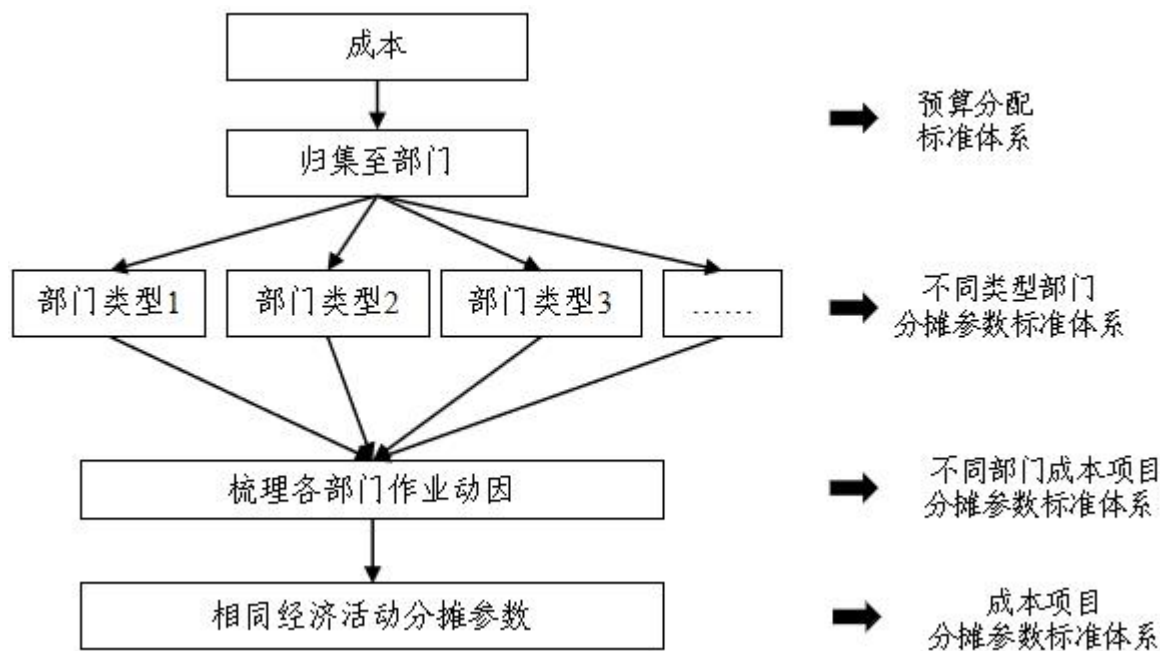 成本
预算分配
标准体系
归集至部门
部门类型1
部门类型2
部门类型3
……
不同类型部门
分摊参数标准体系
梳理各部门作业动因
不同部门成本项目
分摊参数标准体系
相同经济活动分摊参数
成本项目
分摊参数标准体系